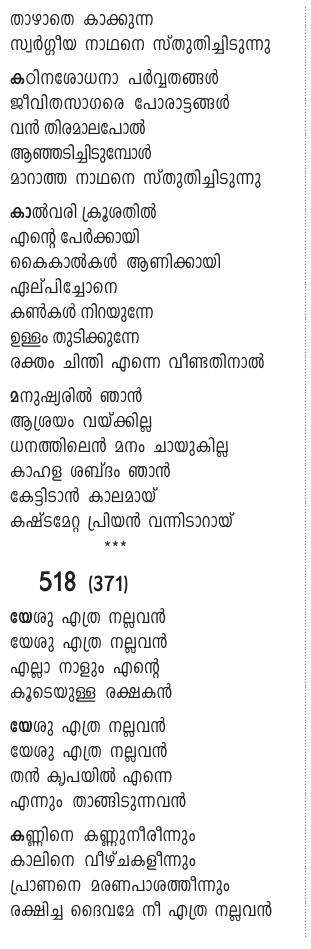 താഴാതെ കാക്കുന്ന
സ്വർഗ്ഗീയ നാഥനെ സ്തുതിച്ചിടുന്നു
കഠിനശോധനാ പർവ്വതങ്ങൾ
ജീവിതസാഗരെ പോരാട്ടങ്ങൾ
വൻ തിരമാലപോൽ
ആഞ്ഞടിച്ചിടുമ്പോൾ
മാറാത്ത നാഥനെ സ്തുതിച്ചിടുന്നു
കാൽവരി ക്രൂശതിൽ
എന്റെ പേർക്കായി
കൈകാൽകൾ ആണിക്കായി
ഏല്പിച്ചോനെ
കൺകൾ നിറയുന്നേ
ഉള്ളം തുടിക്കുന്നേ
രക്തം ചിന്തി എന്നെ വീണ്ടതിനാൽ
മനുഷ്യരിൽ ഞാൻ
ആശ്രയം വയ്ക്കില്ല
ധനത്തിലെൻ മനം ചായുകില്ല
കാഹള ശബ്ദം ഞാൻ
കേട്ടിടാൻ കാലമായ്
കഷ്ടമേറ്റ പ്രിയൻ വന്നിടാറായ്
***
518 (371)
യേശു എത്ര നല്ലവൻ
യേശു എത്ര നല്ലവൻ
എല്ലാ നാളും എന്റെ
കൂടെയുള്ള രക്ഷകൻ
യേശു എത്ര നല്ലവൻ
യേശു എത്ര നല്ലവൻ
തൻ കൃപയിൽ എന്നെ
എന്നും താങ്ങിടുന്നവൻ
കണ്ണിനെ കണ്ണുനീരീന്നും
കാലിനെ വീഴ്ചകളീന്നും
പ്രാണനെ മരണപാശത്തീന്നും
രക്ഷിച്ച ദൈവമേ നീ എത്ര നല്ലവൻ